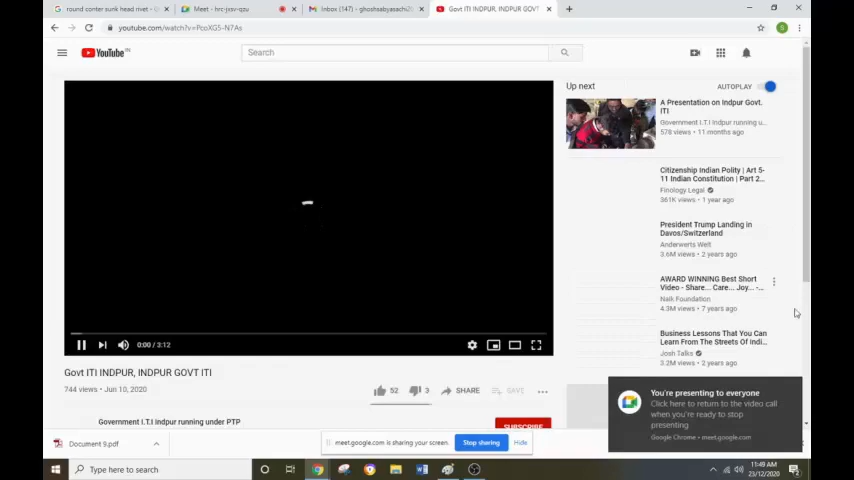 round conter sunk head rivet - G
Meet - hrc-jxsv-qzu
Inbox (147) - ghoshsabyasachi2
Govt ITI INDPUR, INDPUR GOVT
youtube.com/watch?v=PcoXG5-N7As
S
YouTube IN
Search
Up next
AUTOPLAY
A Presentation on Indpur Govt.
ITI
Government I.T.I Indpur running u...
578 views • 11 months ago
Citizenship Indian Polity | Art 5-
11 Indian Constitution | Part 2...
Finology Legal
361K views • 1 year ago
President Trump Landing in
Davos/Switzerland
Anderwerts Welt
3.6M views • 2 years ago
AWARD WINNING Best Short
Video - Share... Care... Joy... -...
Naik Foundation
4.3M views • 7 years ago
Business Lessons That You Can
Learn From The Streets Of Indi...
Josh Talks
3.2M views • 2 years ago
0:00 / 3:12
Govt ITI INDPUR, INDPUR GOVT ITI
744 views • Jun 10, 2020
52
3
SHARE
SAVE
Government I.T.I Indpur running under PTP
SUBSCRIBE
You're presenting to everyone
Click here to return to the video call
when you're ready to stop
presenting
Google Chrome • meet.google.com
Document 9.pdf
meet.google.com is sharing your screen.
Stop sharing
Hide
Type here to search
11:49 AM
23/12/2020